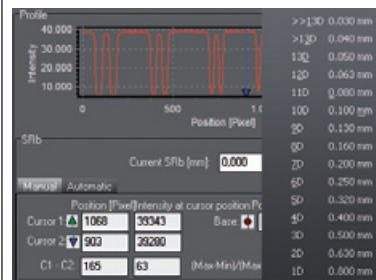 Profile
40.000
30.000
20.000
10.000
Intensity
0 500 1.0
Position [Pixel]
SRb
Current SRb [mm]: 0,000
Manual Automatic
Position [Pixel] Intensity at cursor position Po
Cursor 1: 1068 39343 Base:
Cursor 2: 903 39280
C1 - C2: 165 63 (Max-Min)/(Max
>>13D 0.030 mm
>13D 0.040 mm
13D 0.050 mm
12D 0.063 mm
11D 0.080 mm
10D 0.100 mm
9D 0.130 mm
8D 0.160 mm
7D 0.200 mm
6D 0.250 mm
5D 0.320 mm
4D 0.400 mm
3D 0.500 mm
2D 0.630 mm
1D 0.800 mm